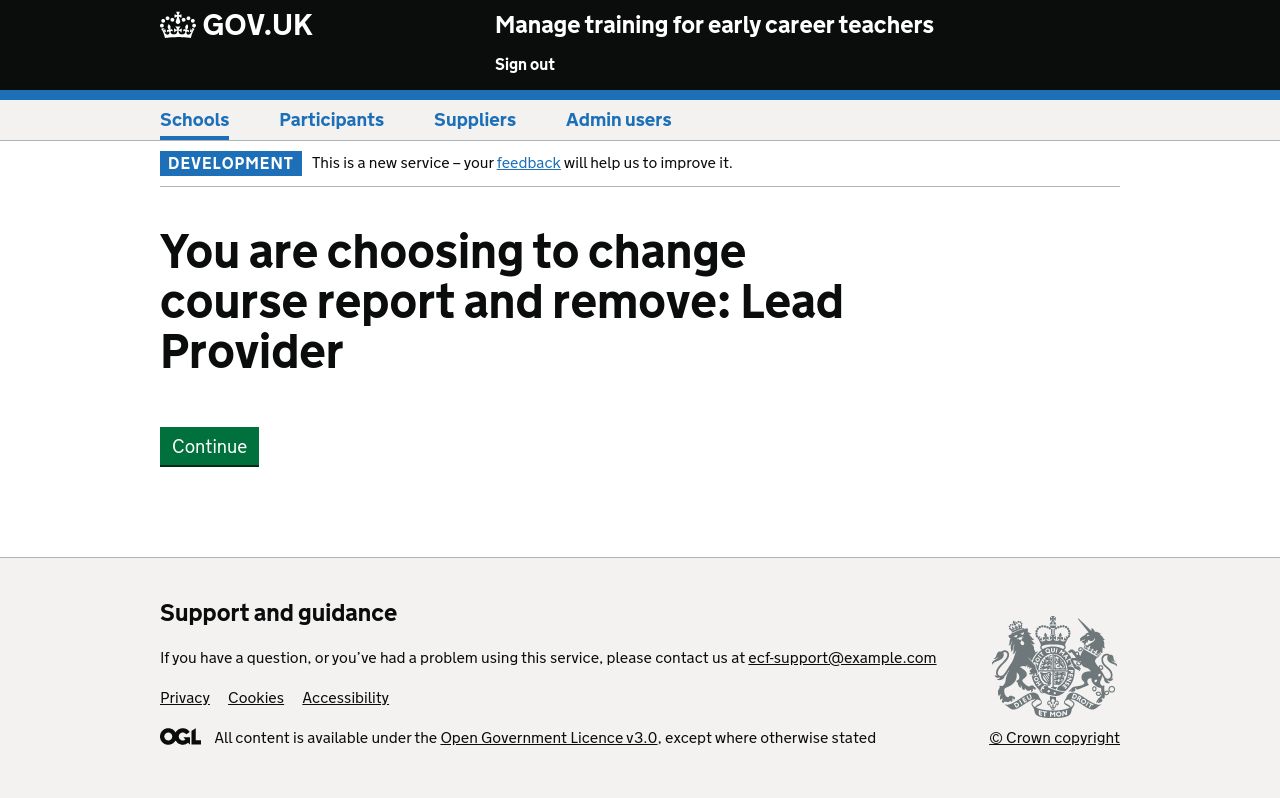 GOV.UK
Manage training for early career teachers
Sign out
Schools Participants Suppliers Admin users
DEVELOPMENT This is a new service – your feedback will help us to improve it.
You are choosing to change
course report and remove: Lead
Provider
Continue
Support and guidance
If you have a question, or you’ve had a problem using this service, please contact us at ecf-support@example.com
Privacy Cookies Accessibility
OGL All content is available under the Open Government Licence v3.0, except where otherwise stated
© Crown copyright